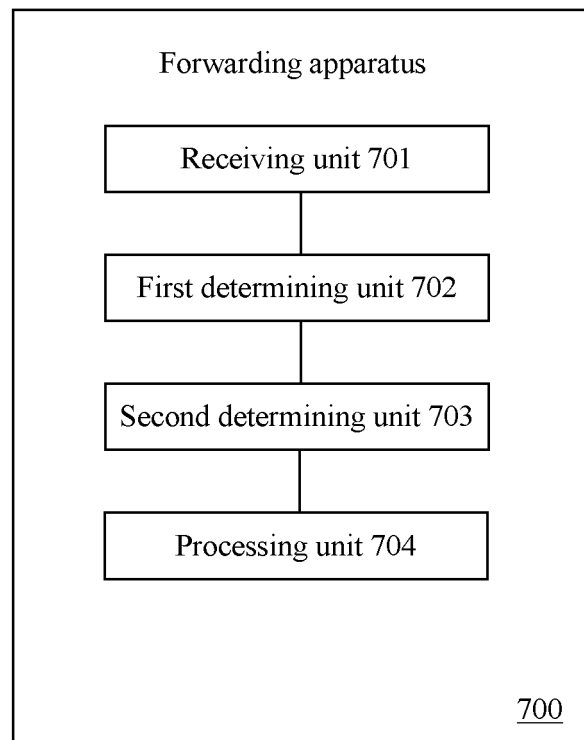 Forwarding apparatus
Receiving unit 701
First determining unit 702
Second determining unit 703
Processing unit 704
700